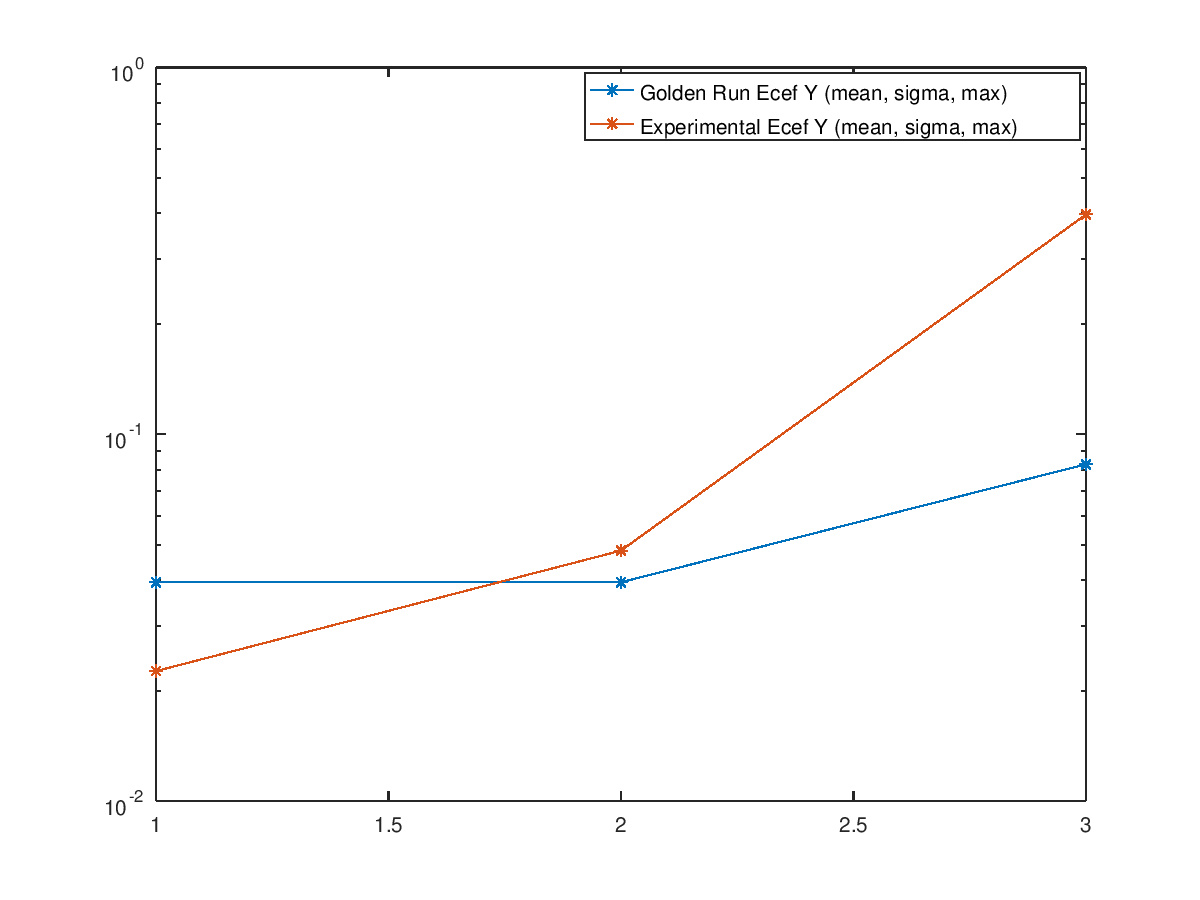 10^0
Golden Run Ecef Y (mean, sigma, max)
Experimental Ecef Y (mean, sigma, max)
10^-1
10^-2
1 1.5 2 2.5 3